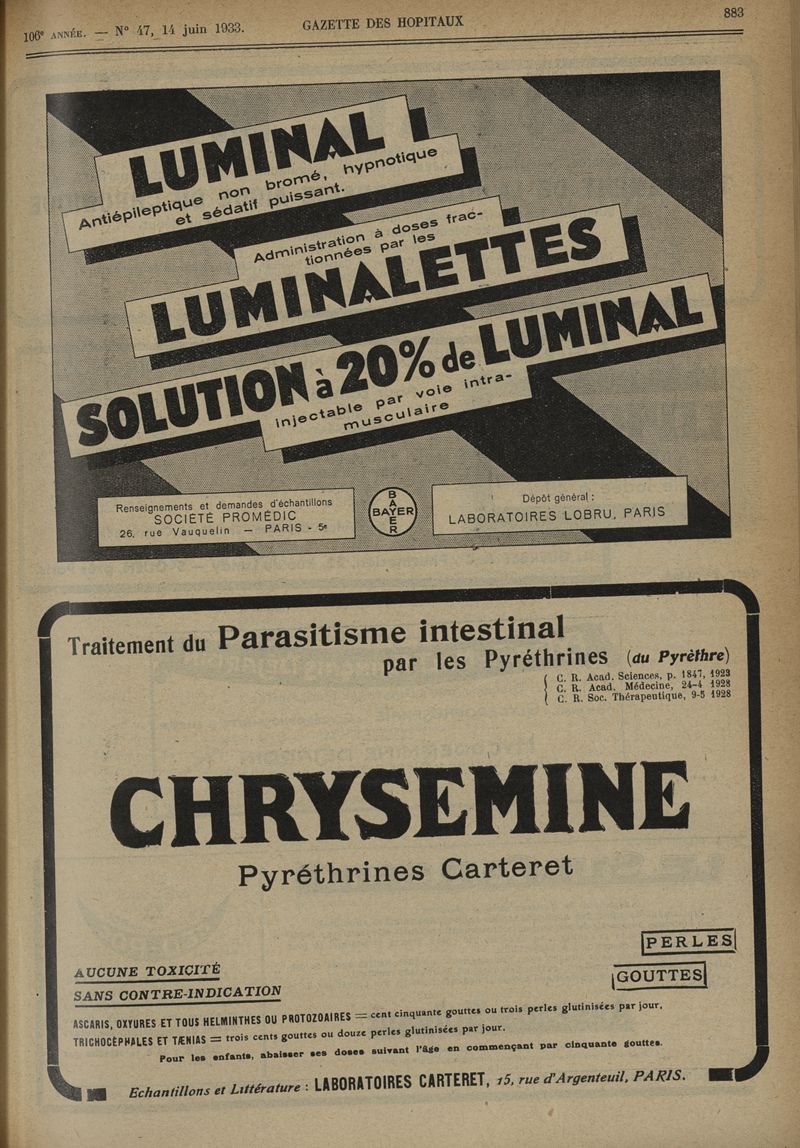 106e ANNÉE. — N° 47, 14 juin 1933.
GAZETTE DES HOPITAUX
883
LUMINAL
Antiépileptique non bromé, hypnotique
et sédatif puissant.
Administration à doses frac-
tionnées par les
LUMINALETTES
SOLUTION à 20% de LUMINAL
injectable par voie intra-
musculaire
Renseignements et demandes d'échantillons
SOCIÉTÉ PROMÉDIC
26, rue Vauquelin — PARIS - 5e
BAYER
BAYER
Dépôt général :
LABORATOIRES LOBRU, PARIS
Traitement du Parasitisme intestinal
par les Pyréthrines (du Pyrèthre)
C. R. Acad. Sciences, p. 1847, 1923
C. R. Acad. Médecine, 24-4 1928
C. R. Soc. Thérapeutique, 9-5 1928
CHRYSEMINE
Pyréthrines Carteret
PERLES
AUCUNE TOXICITÉ
GOUTTES
SANS CONTRE-INDICATION
ASCARIS, OXYURES ET TOUS HELMINTHES OU PROTOZOAIRES = cent cinquante gouttes ou trois perles glutinisées par jour.
TRICHOCÉPHALES ET TÆNIAS = trois cents gouttes ou douze perles glutinisées par jour.
Pour les enfants, abaisser ses doses suivant l'âge en commençant par cinquante gouttes.
Echantillons et Littérature : LABORATOIRES CARTERET, 15, rue d'Argenteuil, PARIS.